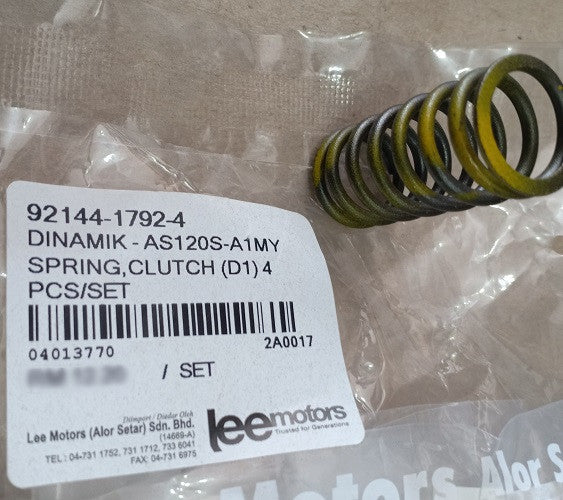 92144-1792-4
DINAMIK - AS120S-A1MY
SPRING,CLUTCH (D1) 4
PCS/SET
04013770 2A0017
/ SET
Diimport / Diedar Oleh
Lee Motors (Alor Setar) Sdn. Bhd.
(14669-A)
TEL : 04-731 1752, 731 1712, 733 6041
FAX: 04-731 6975
lee motors
Trusted for Generations
Motors Alor S